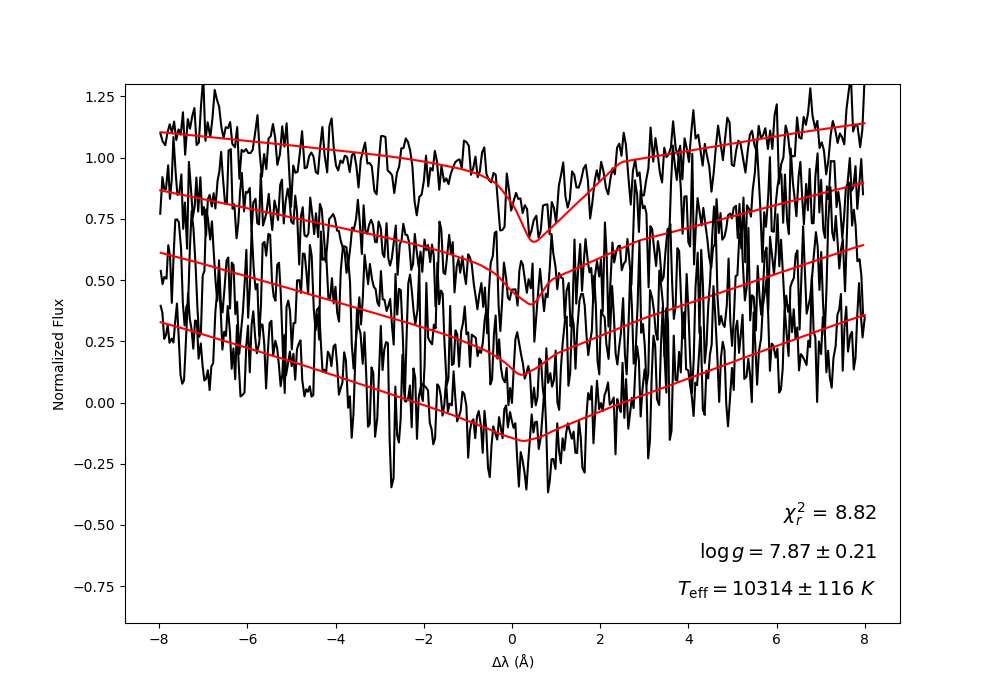 1.25
1.00
0.75
0.50
0.25
0.00
−0.25
−0.50
−0.75
Normalized Flux
χ²ᵣ = 8.82
log g = 7.87 ± 0.21
T_eff = 10314 ± 116 K
−8 −6 −4 −2 0 2 4 6 8
Δλ (Å)